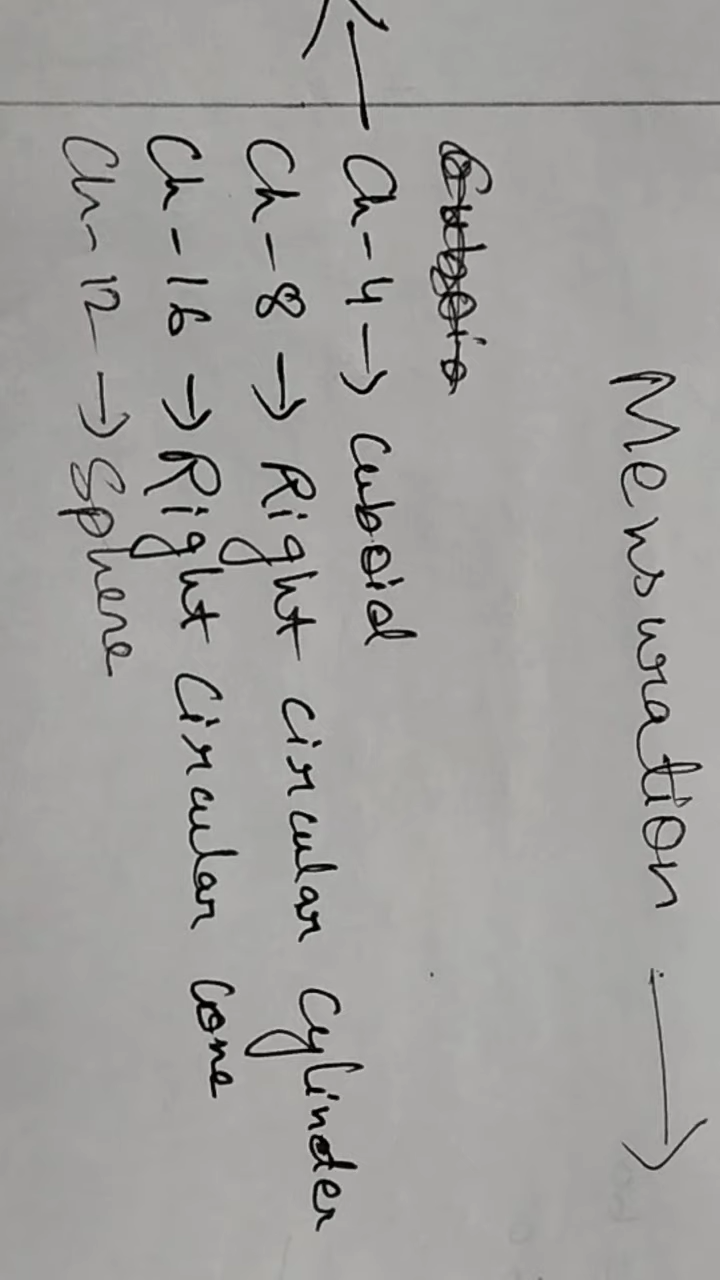 Mensuration →
Ch-4 → Cuboid
Ch-8 → Right circular cylinder
Ch-16 → Right Circular Cone
Ch-12 → Sphere